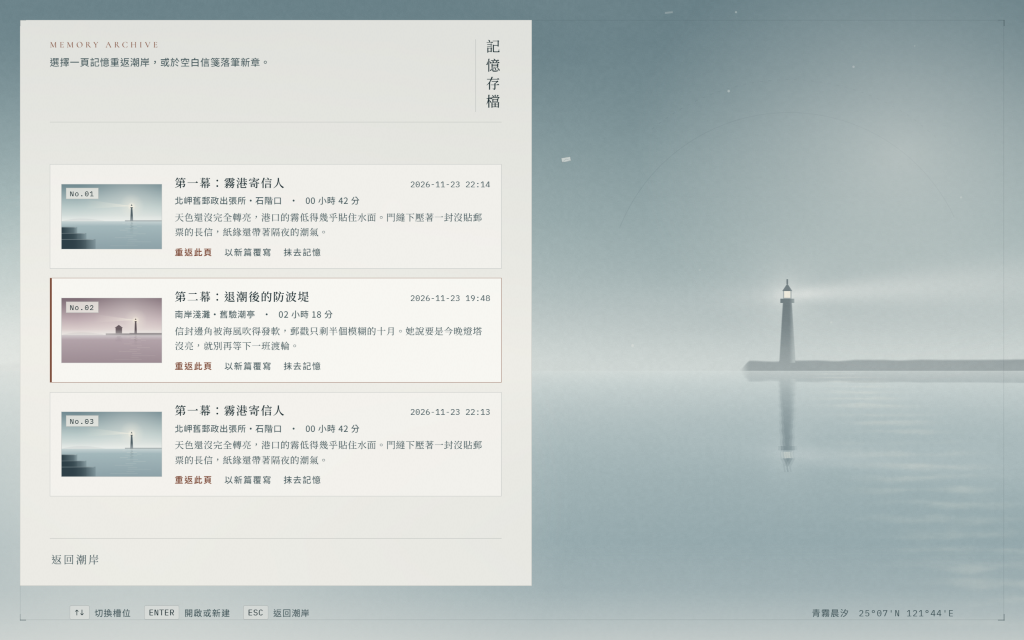 MEMORY ARCHIVE
選擇一頁記憶重返潮岸，或於空白信箋落筆新章。
記憶存檔
No.01
第一幕：霧港寄信人
2026-11-23 22:14
北岬舊郵政出張所・石階口 ・ 00 小時 42 分
天色還沒完全轉亮，港口的霧低得幾乎貼住水面。門縫下壓著一封沒貼郵
票的長信，紙緣還帶著隔夜的潮氣。
重返此頁 以新篇覆寫 抹去記憶
No.02
第二幕：退潮後的防波堤
2026-11-23 19:48
南岸淺灘・舊驗潮亭 ・ 02 小時 18 分
信封邊角被海風吹得發軟，郵戳只剩半個模糊的十月。她說要是今晚燈塔
沒亮，就別再等下一班渡輪。
重返此頁 以新篇覆寫 抹去記憶
No.03
第一幕：霧港寄信人
2026-11-23 22:13
北岬舊郵政出張所・石階口 ・ 00 小時 42 分
天色還沒完全轉亮，港口的霧低得幾乎貼住水面。門縫下壓著一封沒貼郵
票的長信，紙緣還帶著隔夜的潮氣。
重返此頁 以新篇覆寫 抹去記憶
返回潮岸
↑↓ 切換槽位 ENTER 開啟或新建 ESC 返回潮岸
青霧晨汐 25°07'N 121°44'E